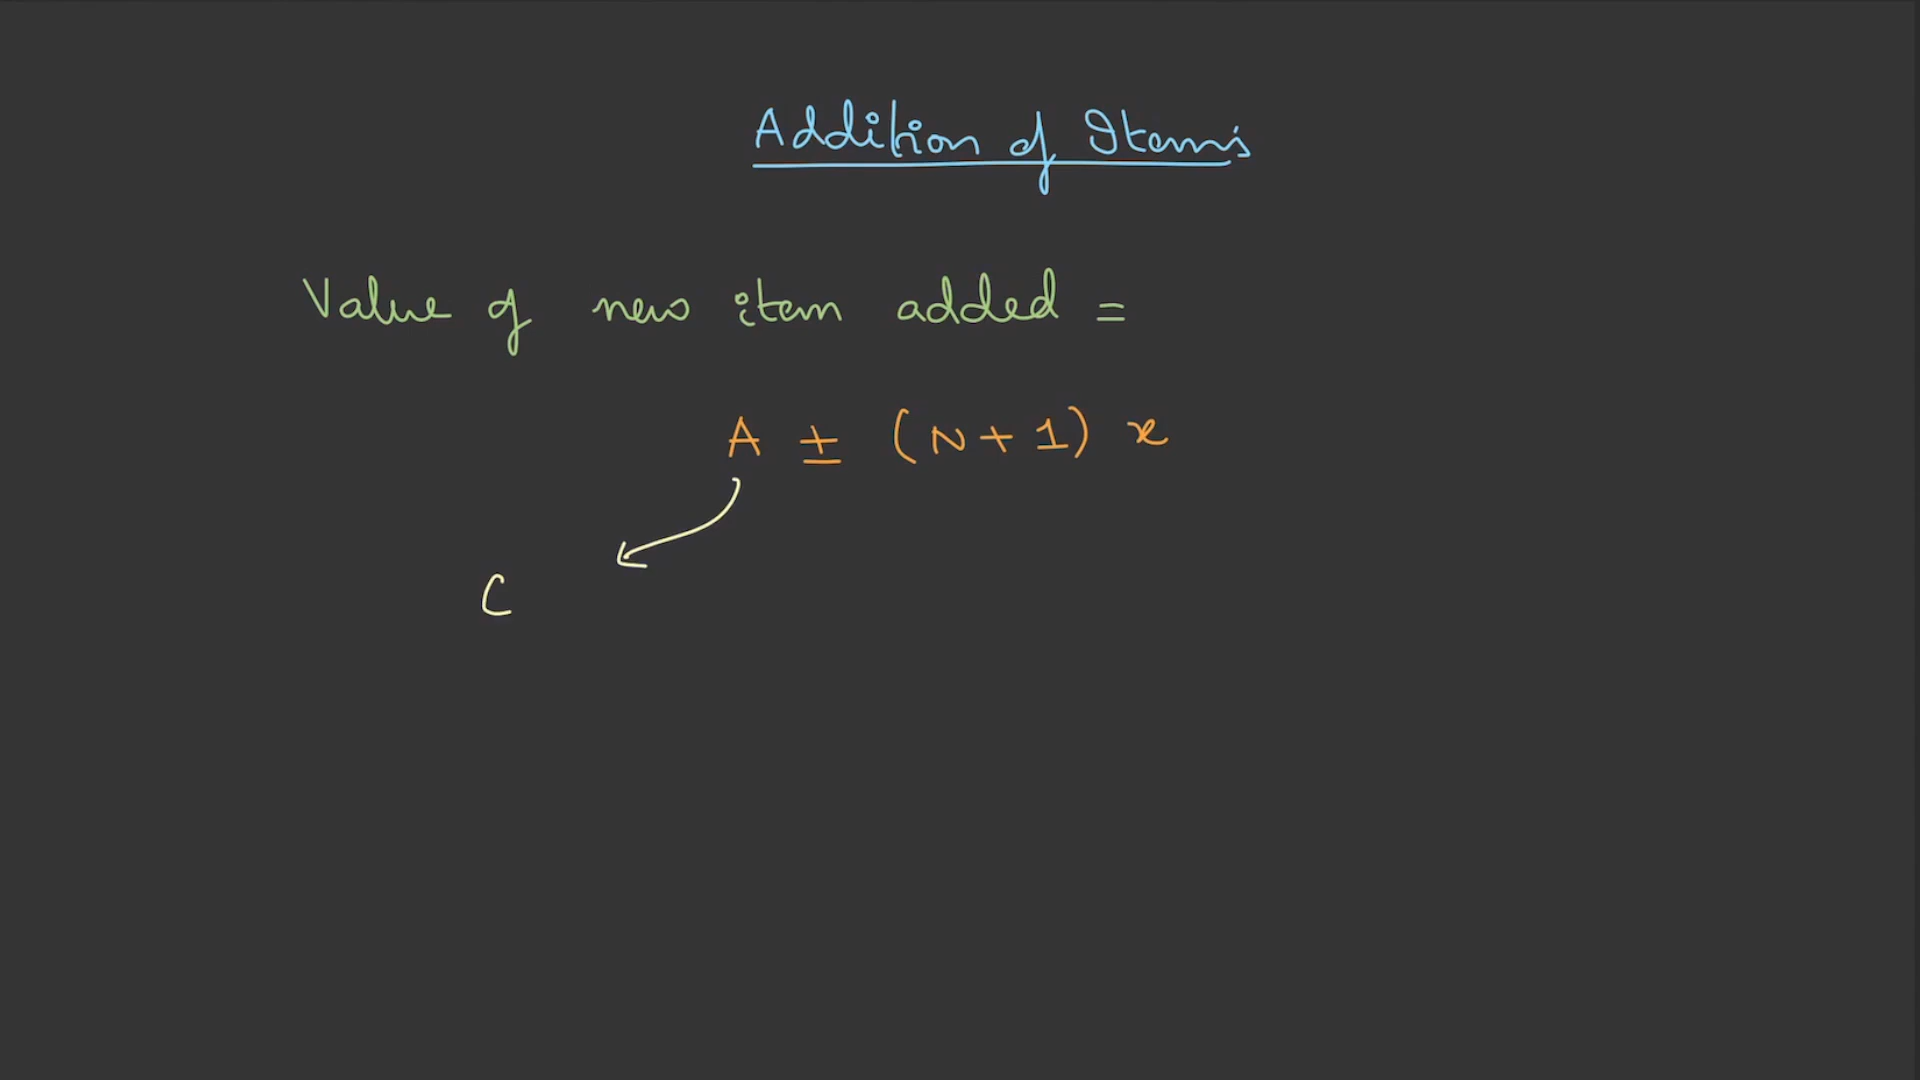 Addition of Items
Value of new item added =
A ± (N + 1) x
C